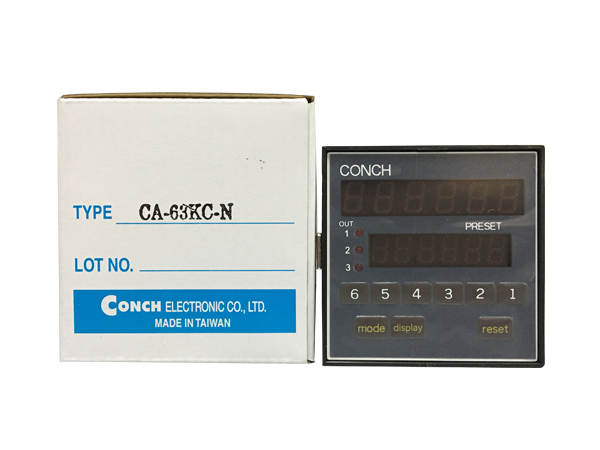 TYPE CA-63KC-N
LOT NO.
CONCH ELECTRONIC CO., LTD.
MADE IN TAIWAN
CONCH
OUT
PRESET
1
2
3
6 5 4 3 2 1
mode display reset